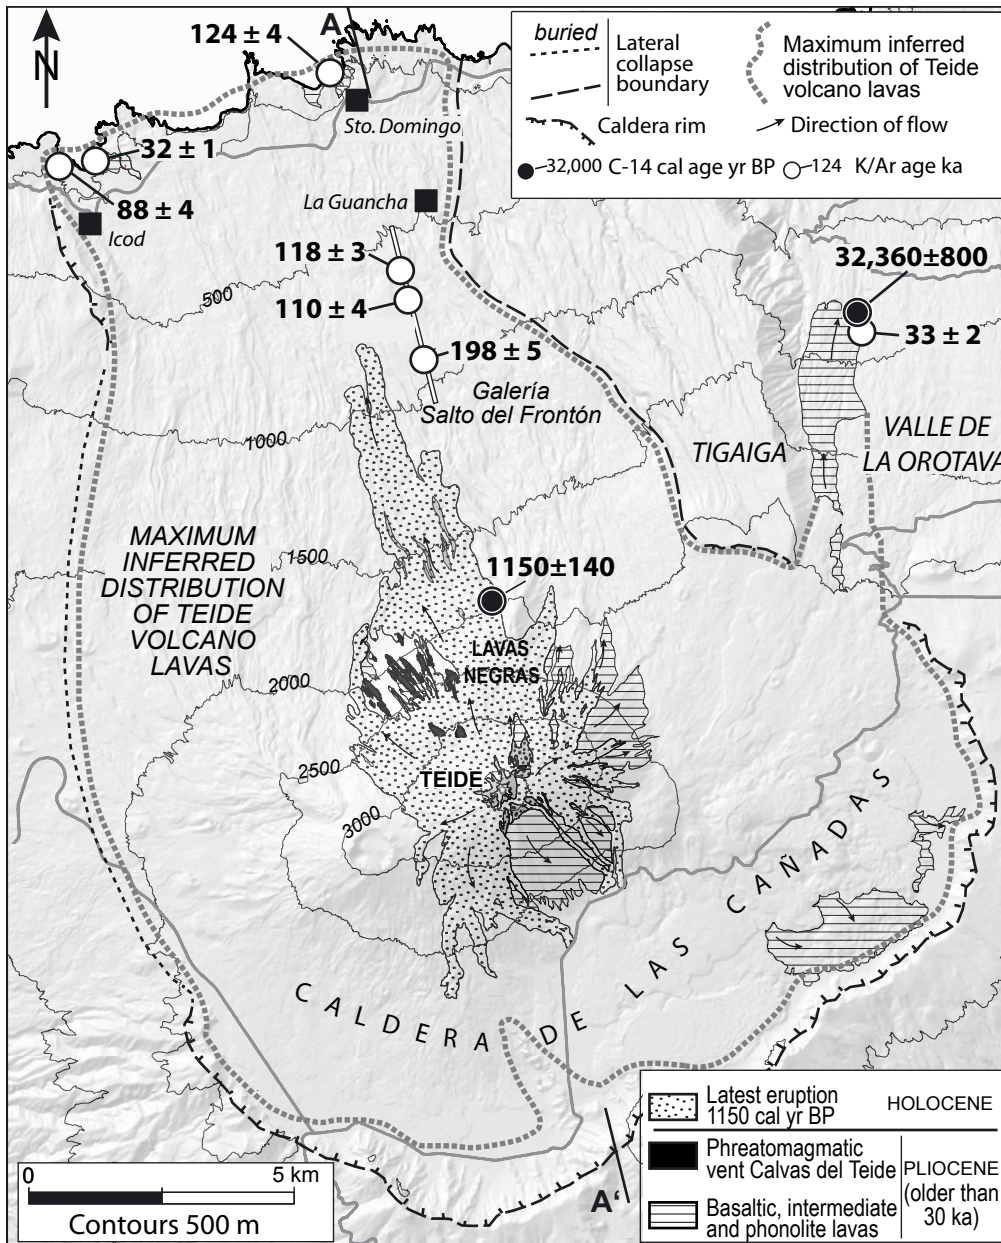 N
A
124 ± 4
Sto. Domingo
32 ± 1
88 ± 4
Icod
La Guancha
buried
Lateral
collapse
boundary
Maximum inferred
distribution of Teide
volcano lavas
Caldera rim
Direction of flow
32,000 C-14 cal age yr BP
124 K/Ar age ka
118 ± 3
110 ± 4
198 ± 5
Galería
Salto del Frontón
32,360±800
33 ± 2
500
1000
1500
2000
2500
3000
TIGAIGA
VALLE DE
LA OROTAVA
MAXIMUM
INFERRED
DISTRIBUTION
OF TEIDE
VOLCANO
LAVAS
1150±140
LAVAS
NEGRAS
TEIDE
CALDERA DE LAS CAÑADAS
A'
0 5 km
Contours 500 m
Latest eruption
1150 cal yr BP
HOLOCENE
Phreatomagmatic
vent Calvas del Teide
Basaltic, intermediate
and phonolite lavas
PLIOCENE
(older than
30 ka)